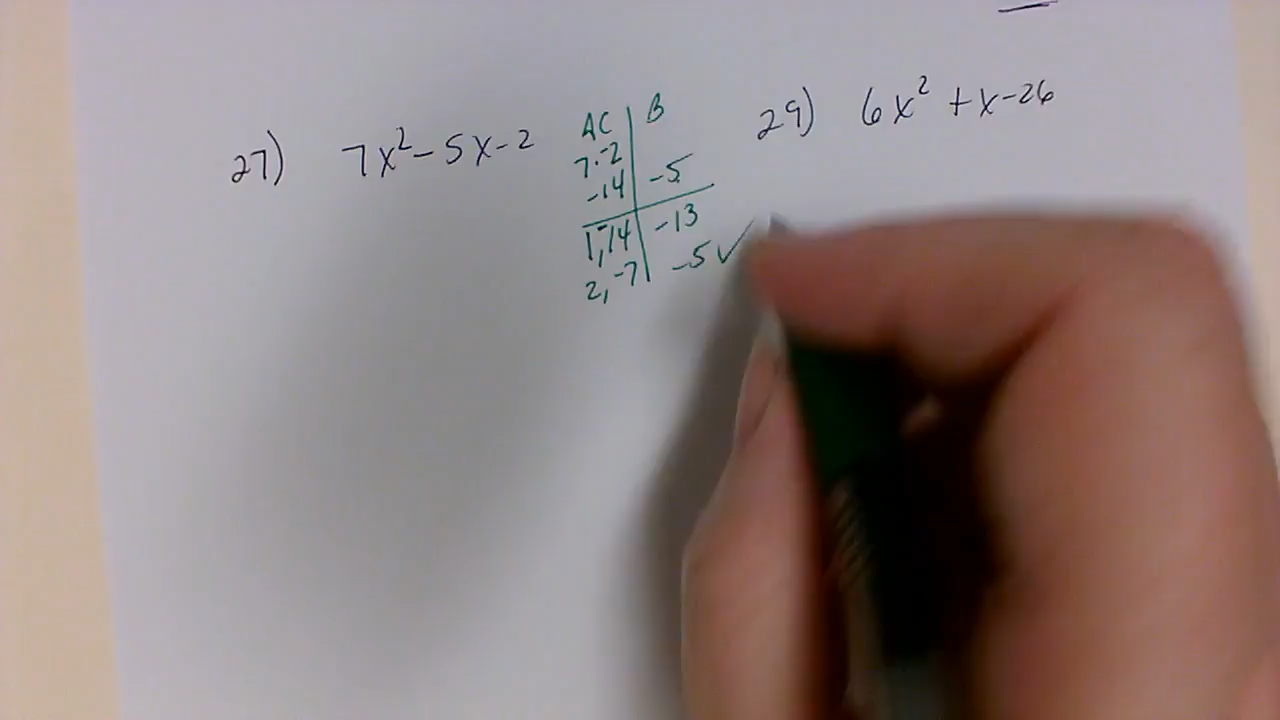 27) 7x² - 5x - 2
AC B
7·-2
-14 -5
1,-14 -13
2,-7 -5 ✓
29) 6x² + x - 26